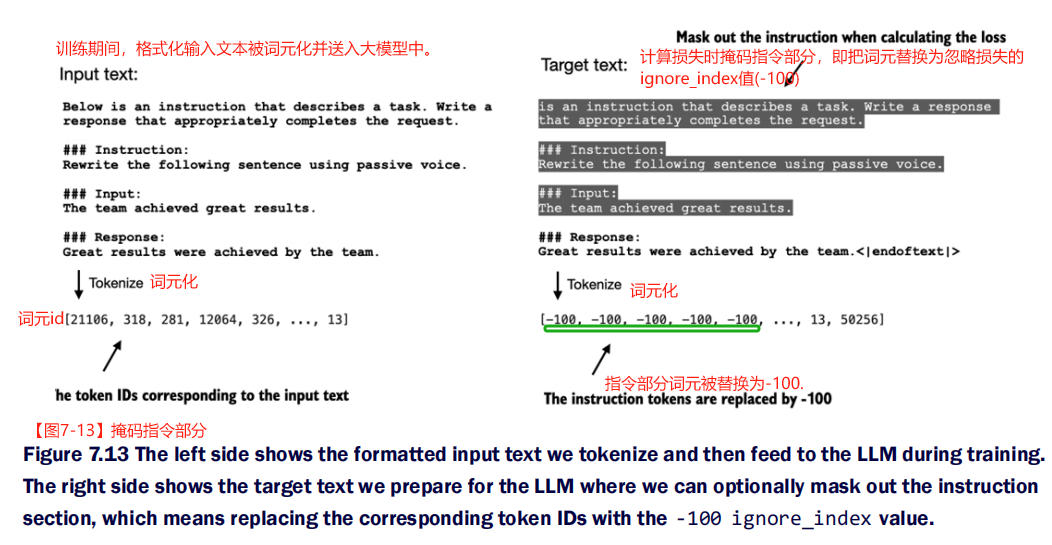 训练期间，格式化输入文本被词元化并送入大模型中。
Input text:
Below is an instruction that describes a task. Write a
response that appropriately completes the request.
### Instruction:
Rewrite the following sentence using passive voice.
### Input:
The team achieved great results.
### Response:
Great results were achieved by the team.
Tokenize 词元化
词元id[21106, 318, 281, 12064, 326, ..., 13]
he token IDs corresponding to the input text
Mask out the instruction when calculating the loss
计算损失时掩码指令部分，即把词元替换为忽略损失的
ignore_index值(-100)
Target text:
is an instruction that describes a task. Write a response
that appropriately completes the request.
### Instruction:
Rewrite the following sentence using passive voice.
### Input:
The team achieved great results.
### Response:
Great results were achieved by the team.<|endoftext|>
Tokenize 词元化
[-100, -100, -100, -100, -100, ..., 13, 50256]
指令部分词元被替换为-100.
The instruction tokens are replaced by -100
【图7-13】掩码指令部分
Figure 7.13 The left side shows the formatted input text we tokenize and then feed to the LLM during training.
The right side shows the target text we prepare for the LLM where we can optionally mask out the instruction
section, which means replacing the corresponding token IDs with the -100 ignore_index value.